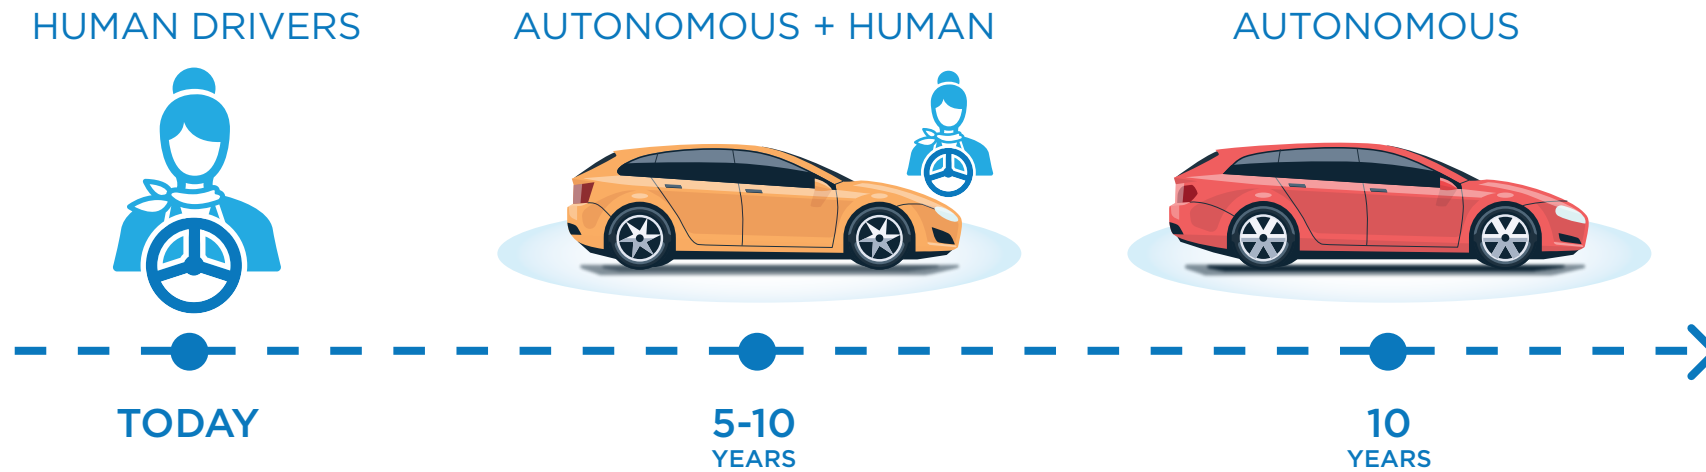 HUMAN DRIVERS
AUTONOMOUS + HUMAN
AUTONOMOUS
TODAY
5-10
YEARS
10
YEARS